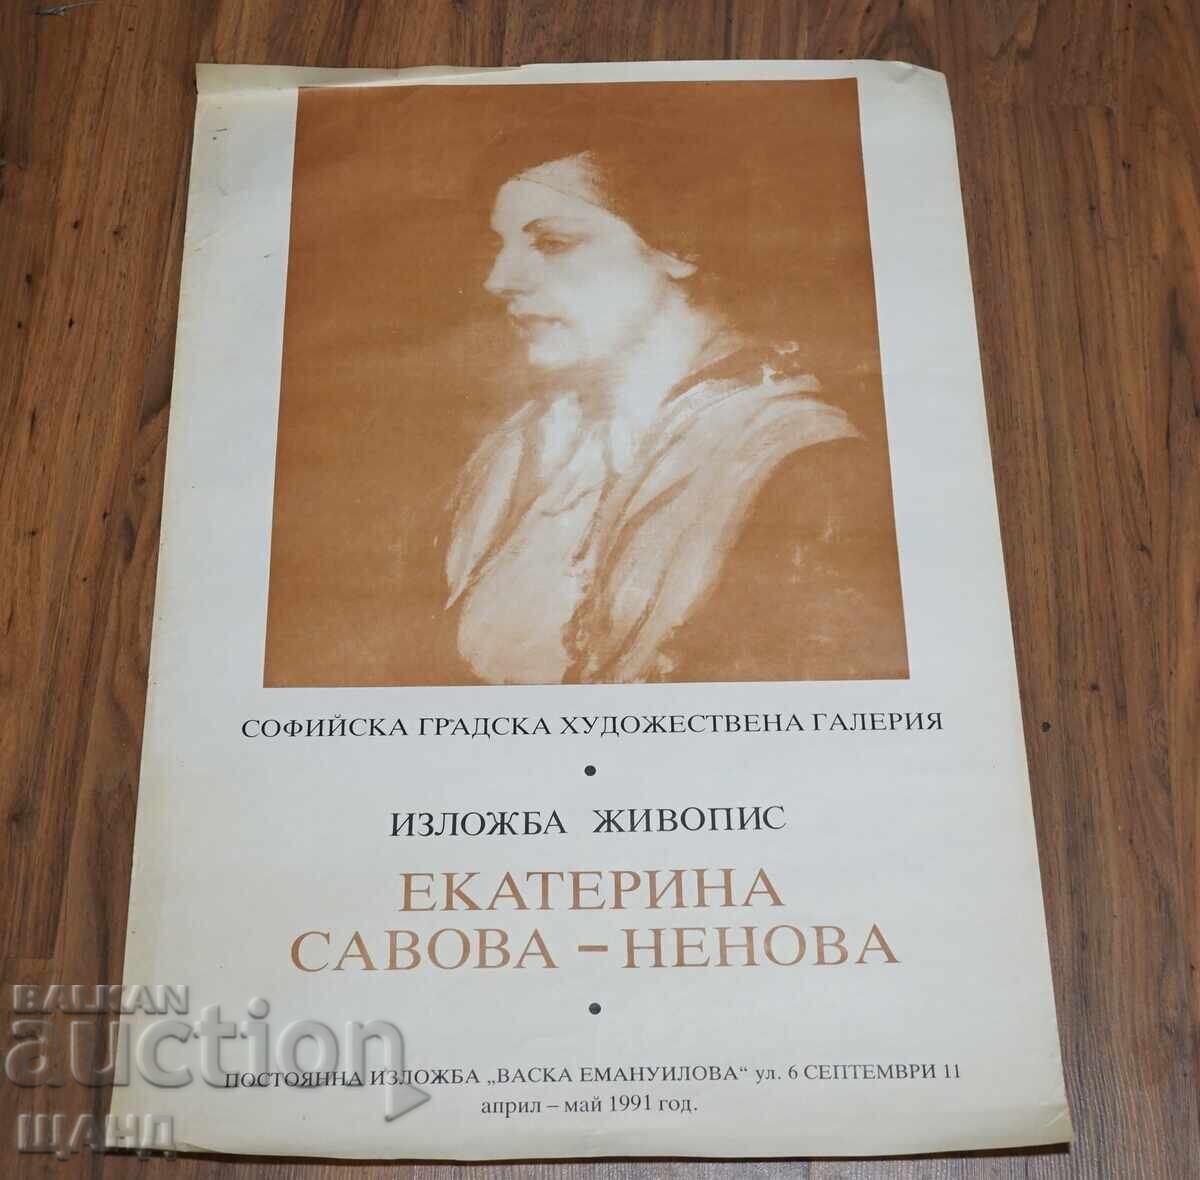 СОФИЙСКА ГРАДСКА ХУДОЖЕСТВЕНА ГАЛЕРИЯ
ИЗЛОЖБА ЖИВОПИС
ЕКАТЕРИНА
САВОВА – НЕНОВА
ПОСТОЯННА ИЗЛОЖБА „ВАСКА ЕМАНУИЛОВА“ ул. 6 СЕПТЕМВРИ 11
април – май 1991 год.
BALKAN
auction
ЩАНД